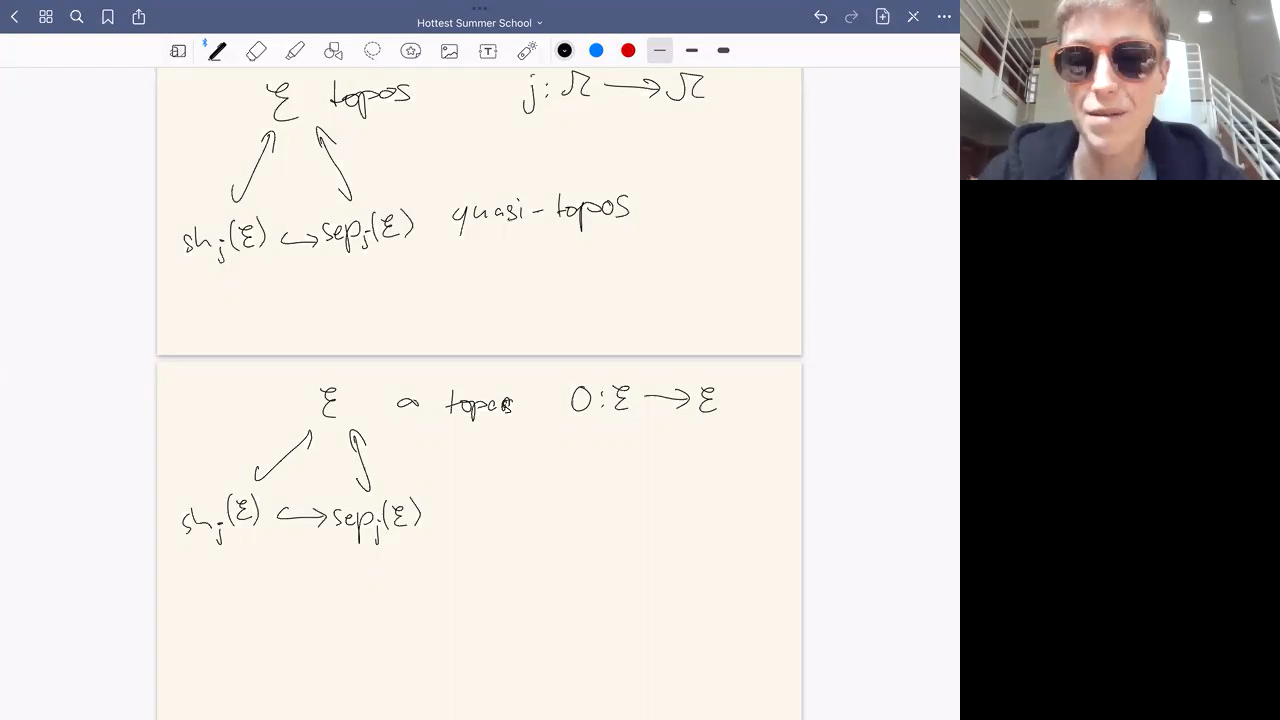 Hottest Summer School
ℰ topos j : Ω ⟶ Ω
sh_j(ℰ) ↪ sep_j(ℰ) quasi-topos
ℰ a topos O : ℰ ⟶ ℰ
sh_j(ℰ) ↪ sep_j(ℰ)